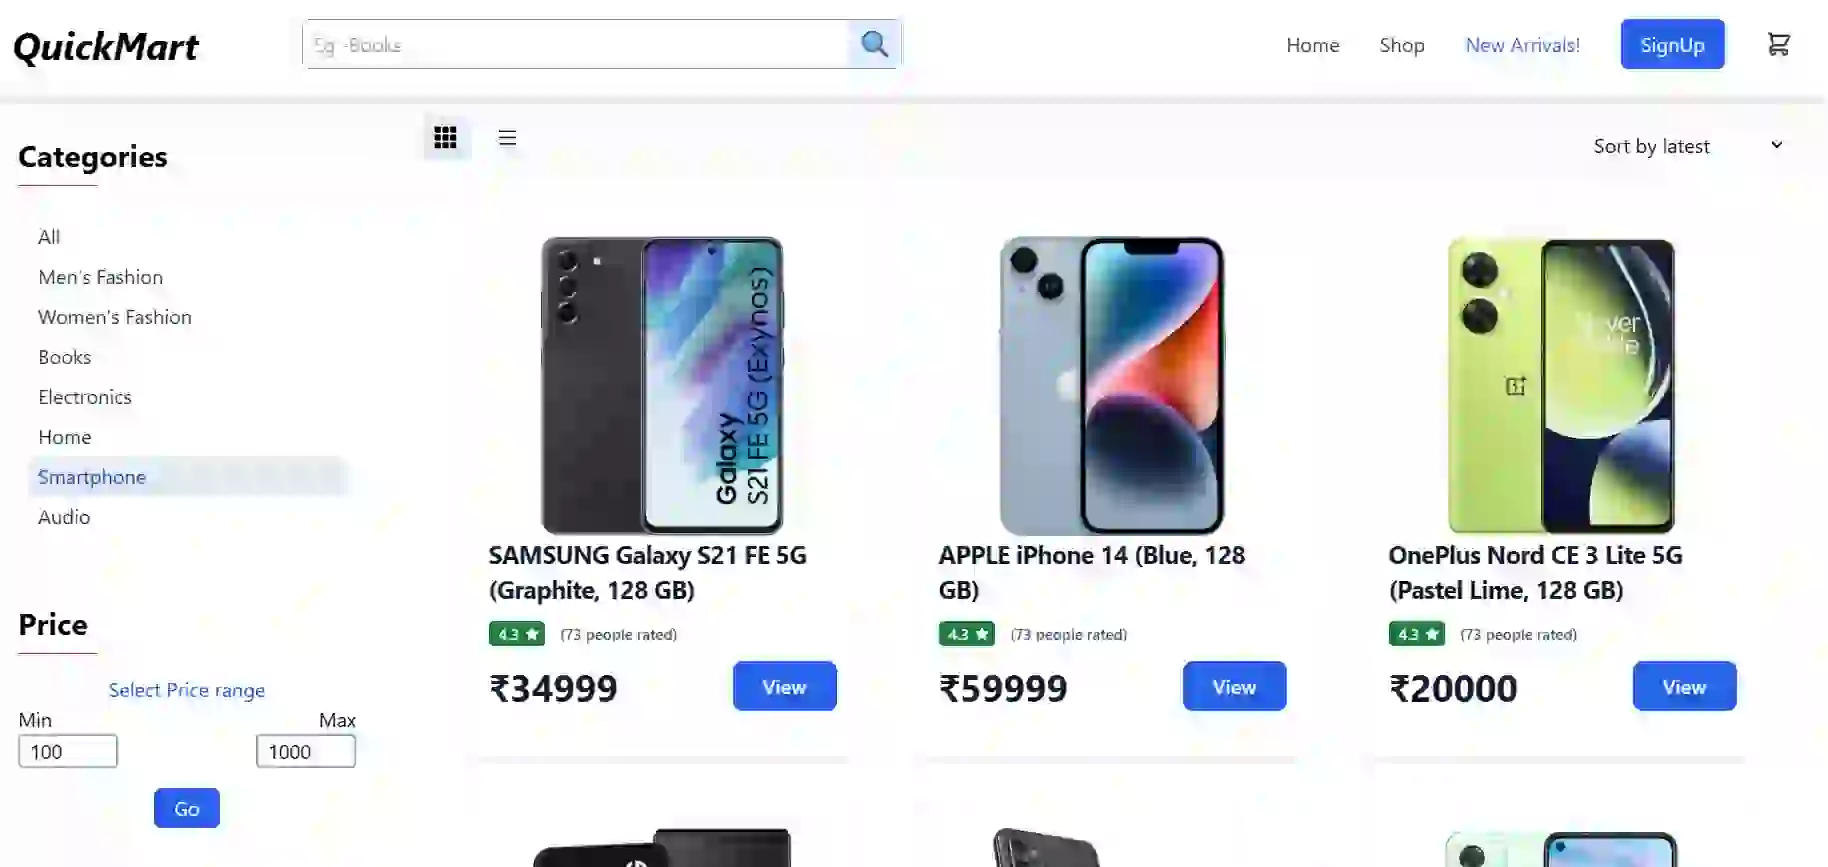 QuickMart
Eg -Books
Home
Shop
New Arrivals!
SignUp
Categories
Sort by latest
All
Men's Fashion
Women's Fashion
Books
Electronics
Home
Smartphone
Audio
Price
Select Price range
Min
Max
100
1000
Go
Galaxy
S21 FE 5G (Exynos)
SAMSUNG Galaxy S21 FE 5G
(Graphite, 128 GB)
4.3 ★ (73 people rated)
₹34999
View
APPLE iPhone 14 (Blue, 128
GB)
4.3 ★ (73 people rated)
₹59999
View
OnePlus Nord CE 3 Lite 5G
(Pastel Lime, 128 GB)
4.3 ★ (73 people rated)
₹20000
View